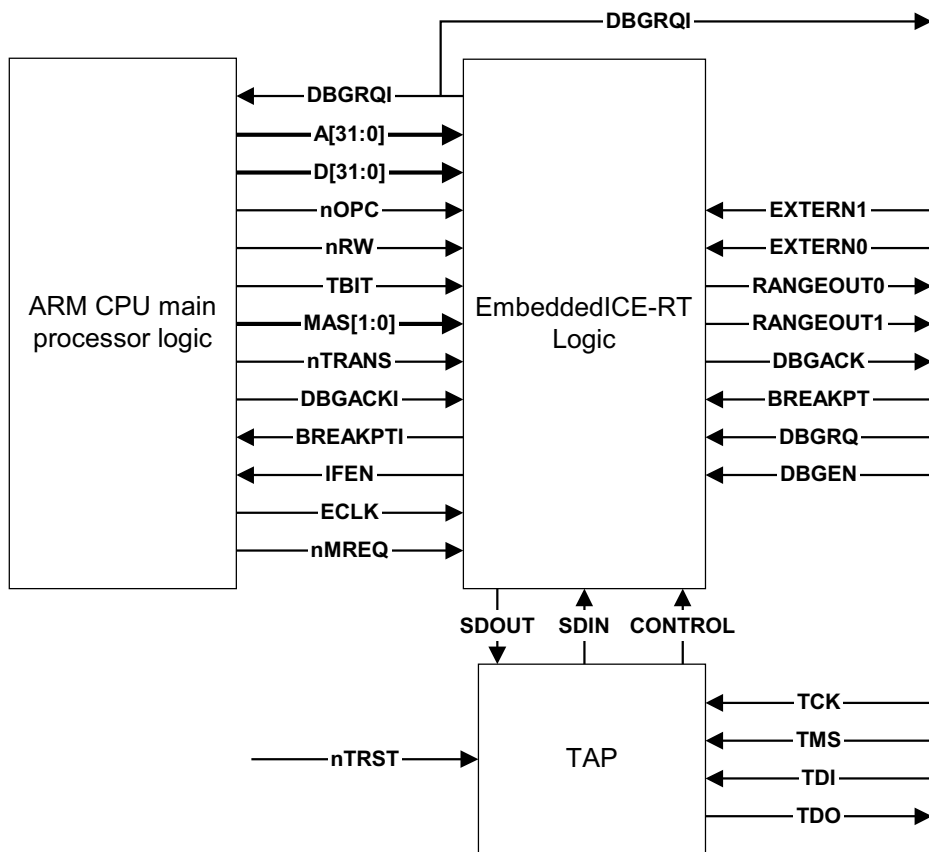 DBGRQI
DBGRQI
A[31:0]
D[31:0]
nOPC
nRW
TBIT
MAS[1:0]
nTRANS
DBGACKI
BREAKPTI
IFEN
ECLK
nMREQ
ARM CPU main
processor logic
EmbeddedICE-RT
Logic
EXTERN1
EXTERN0
RANGEOUT0
RANGEOUT1
DBGACK
BREAKPT
DBGRQ
DBGEN
SDOUT
SDIN
CONTROL
nTRST
TAP
TCK
TMS
TDI
TDO